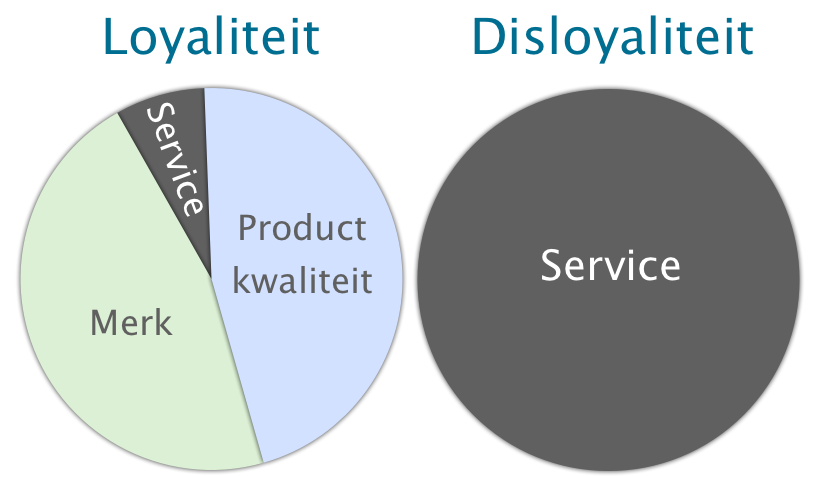 Loyaliteit
Disloyaliteit
Service
Product
kwaliteit
Merk
Service